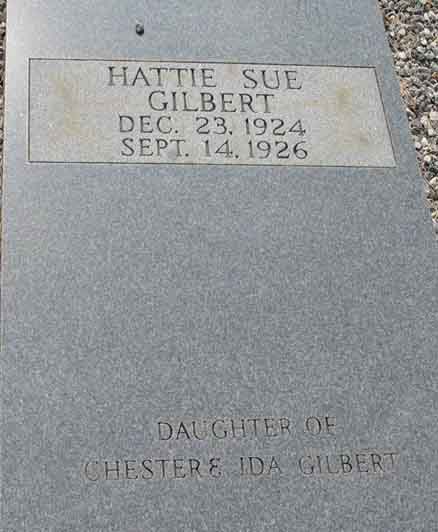 HATTIE SUE
GILBERT
DEC. 23, 1924
SEPT. 14, 1926
DAUGHTER OF
CHESTER & IDA GILBERT